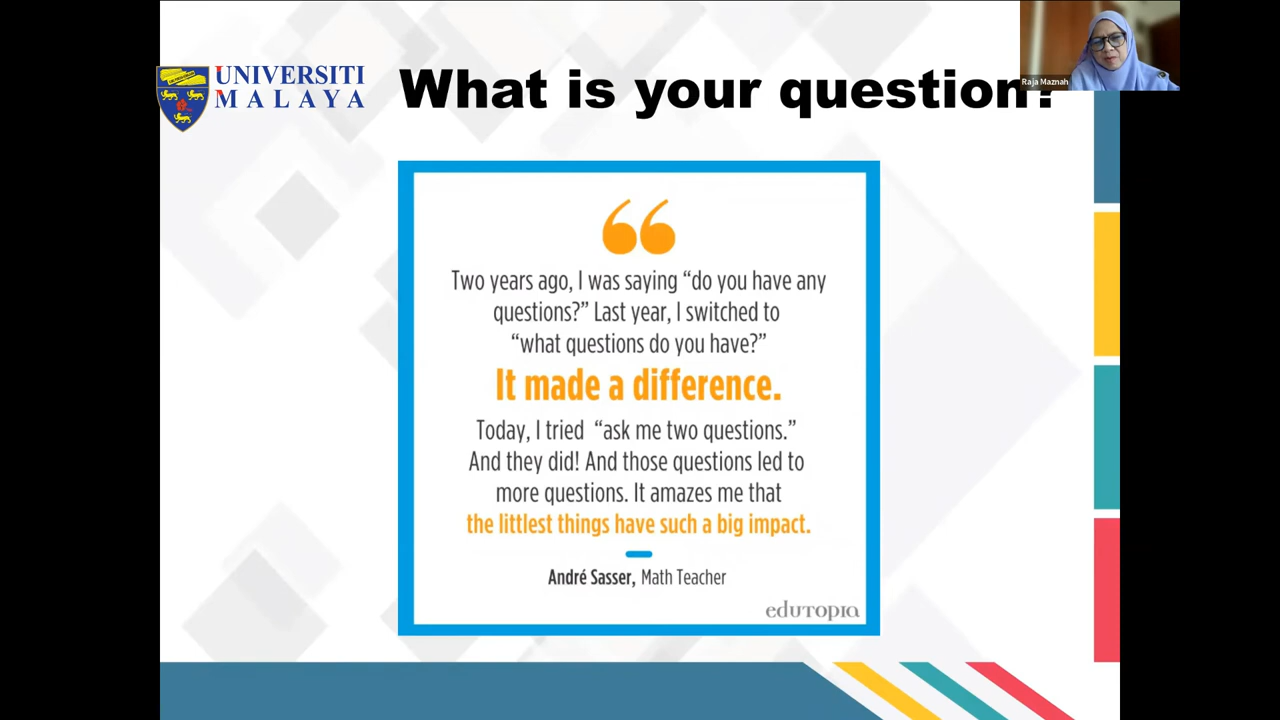 UNIVERSITI
MALAYA
What is your question?
Raja Maznah
Two years ago, I was saying “do you have any
questions?” Last year, I switched to
“what questions do you have?”
It made a difference.
Today, I tried “ask me two questions.”
And they did! And those questions led to
more questions. It amazes me that
the littlest things have such a big impact.
André Sasser, Math Teacher
edutopia